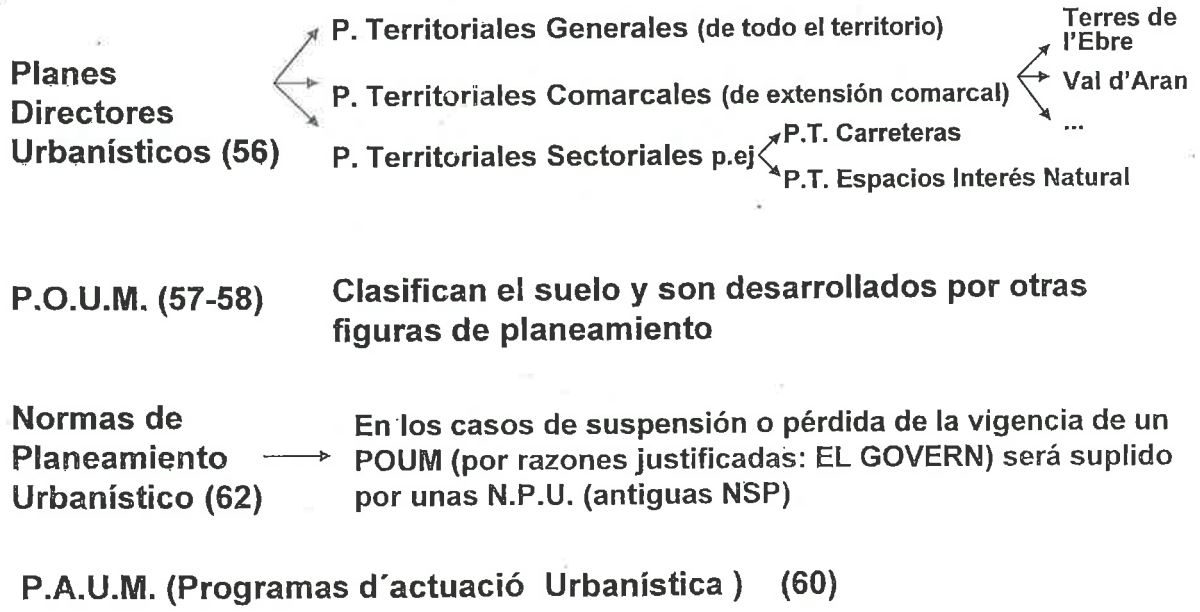 Planes
Directores
Urbanísticos (56)
P. Territoriales Generales (de todo el territorio)
P. Territoriales Comarcales (de extensión comarcal)
Terres de
l'Ebre
Val d'Aran
...
P. Territoriales Sectoriales p.ej
P.T. Carreteras
P.T. Espacios Interés Natural
P.O.U.M. (57-58)
Clasifican el suelo y son desarrollados por otras
figuras de planeamiento
Normas de
Planeamiento
Urbanístico (62)
En los casos de suspensión o pérdida de la vigencia de un
POUM (por razones justificadas: EL GOVERN) será suplido
por unas N.P.U. (antiguas NSP)
P.A.U.M. (Programas d´actuació Urbanística ) (60)